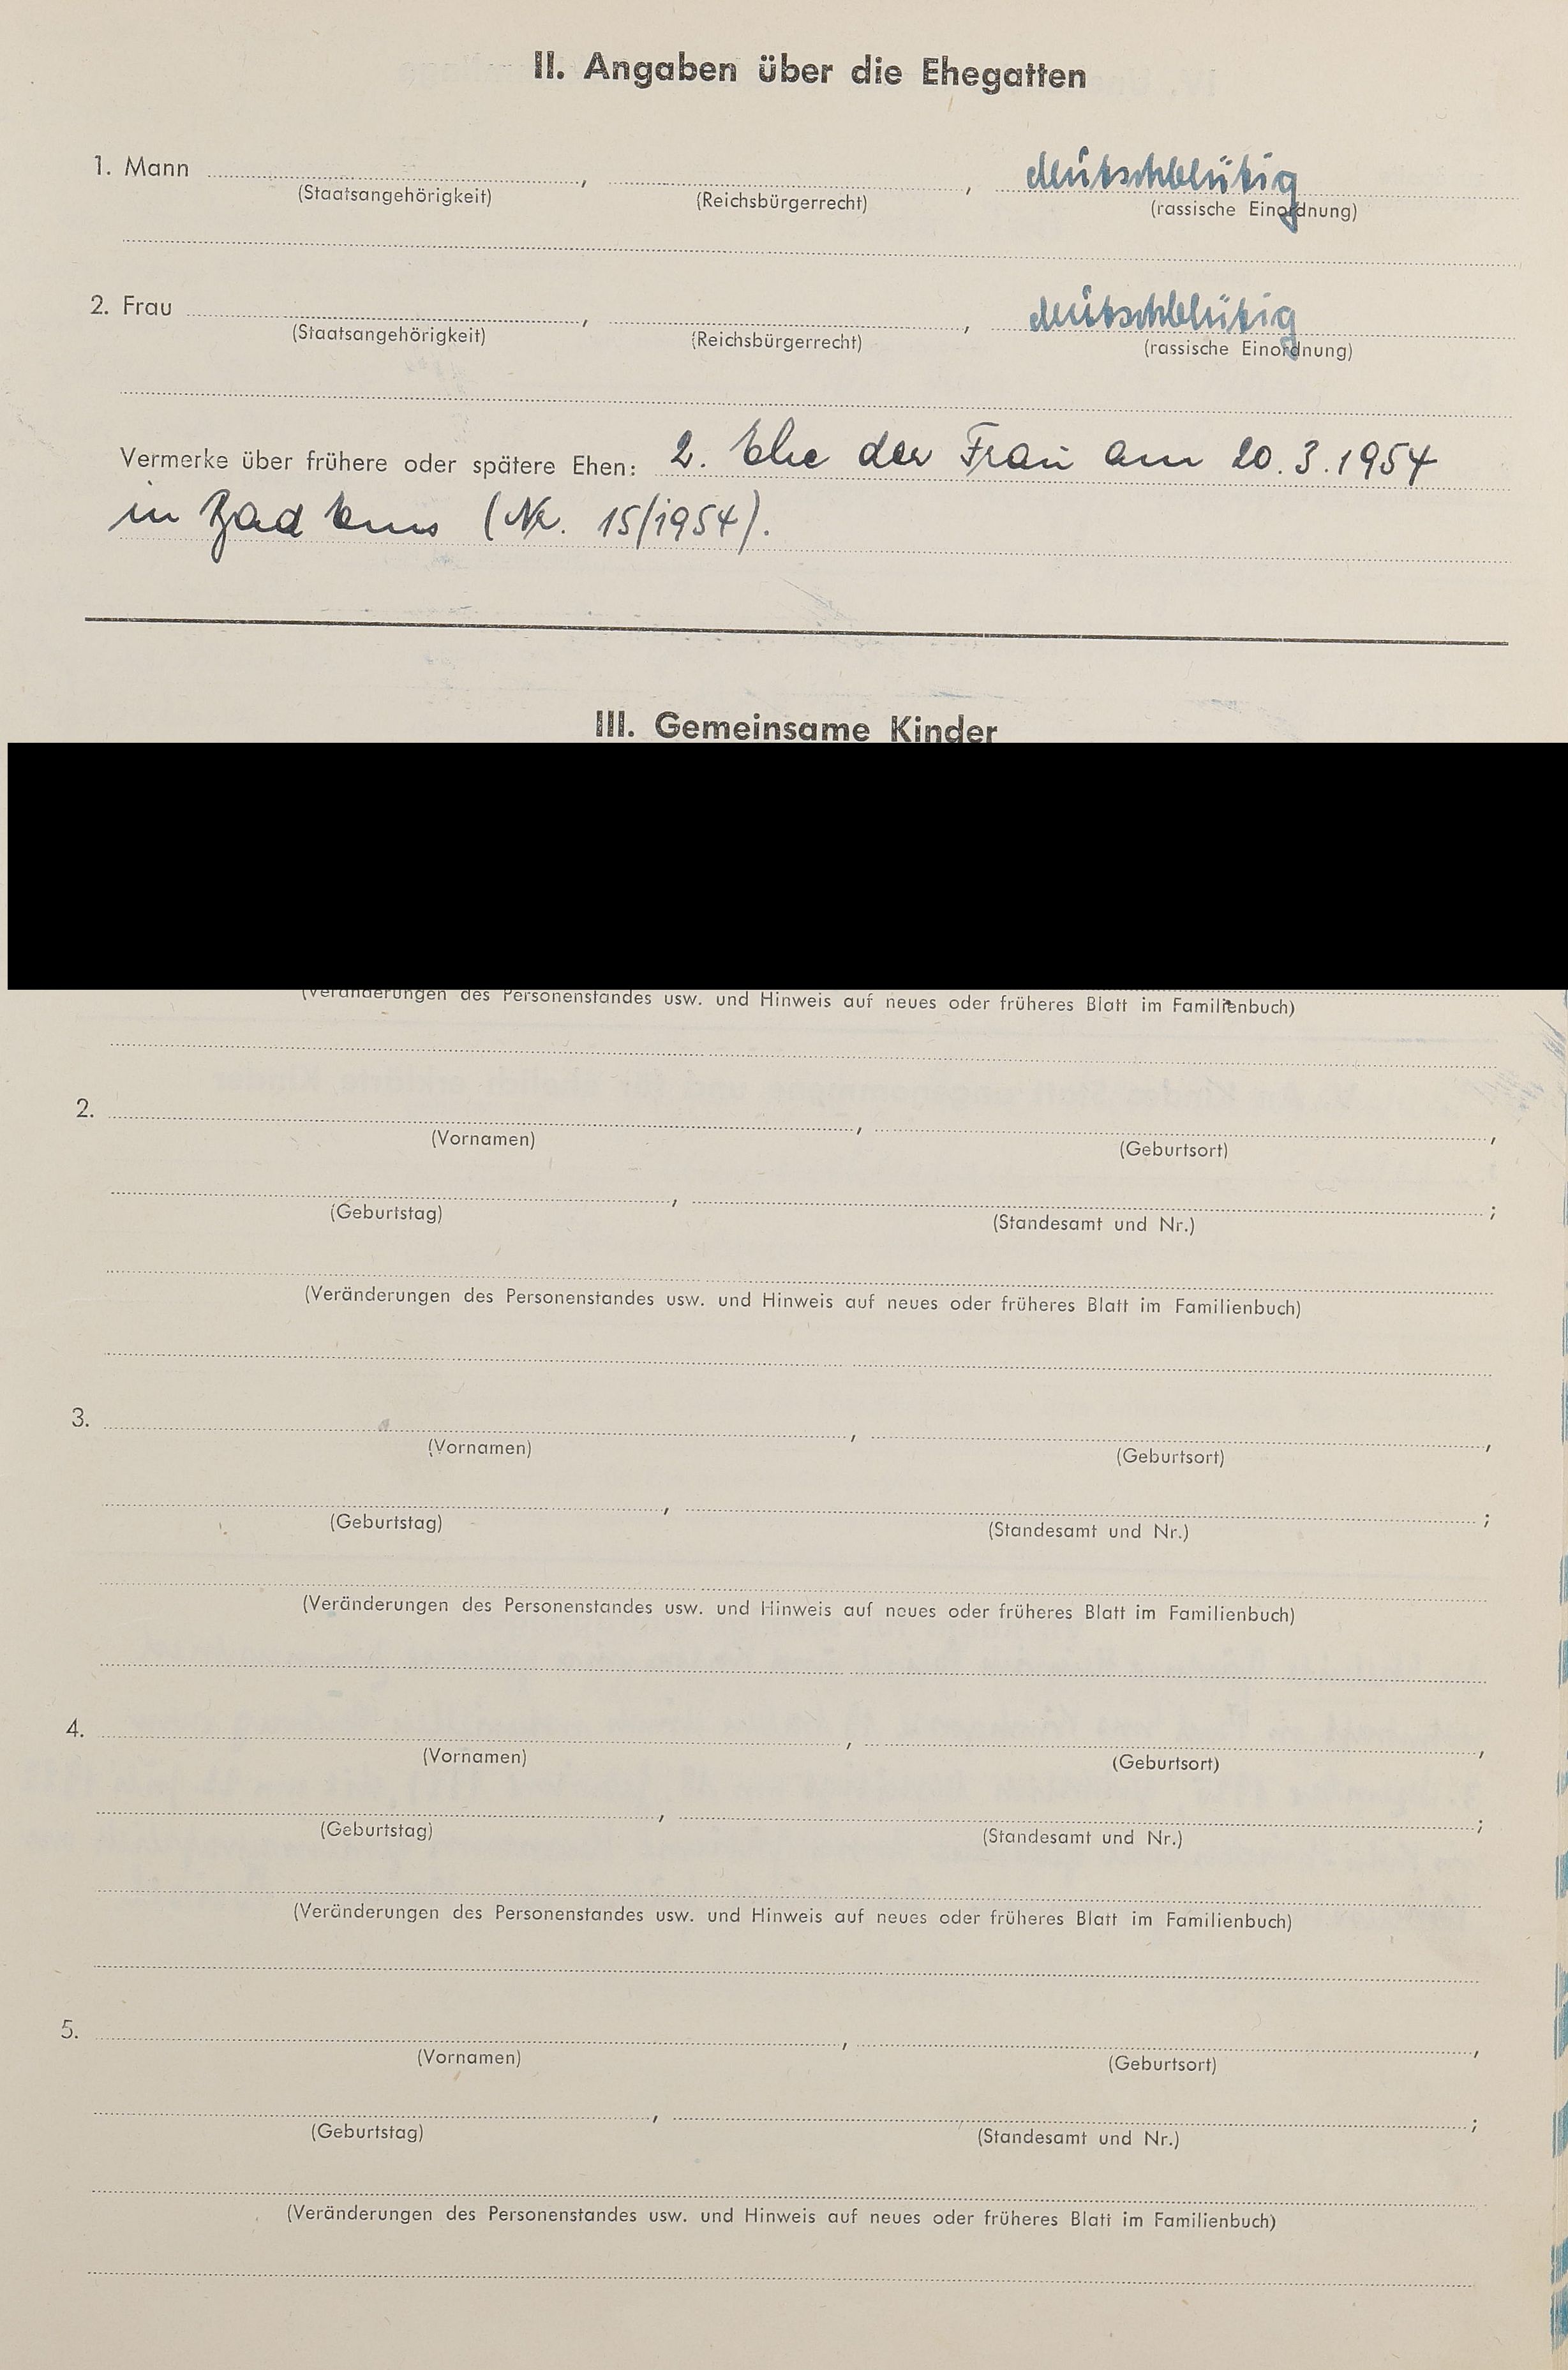 II. Angaben über die Ehegatten
1. Mann , , deutschblütig
(Staatsangehörigkeit) (Reichsbürgerrecht) (rassische Einordnung)
2. Frau , , deutschblütig
(Staatsangehörigkeit) (Reichsbürgerrecht) (rassische Einordnung)
Vermerke über frühere oder spätere Ehen: 2. Ehe der Frau am 20.3.1954
in Bad Ems (Nr. 15/1954).
III. Gemeinsame Kinder
(Veränderungen des Personenstandes usw. und Hinweis auf neues oder früheres Blatt im Familienbuch)
2. , ,
(Vornamen) (Geburtsort)
, ;
(Geburtstag) (Standesamt und Nr.)
(Veränderungen des Personenstandes usw. und Hinweis auf neues oder früheres Blatt im Familienbuch)
3. , ,
(Vornamen) (Geburtsort)
, ;
(Geburtstag) (Standesamt und Nr.)
(Veränderungen des Personenstandes usw. und Hinweis auf neues oder früheres Blatt im Familienbuch)
4. , ,
(Vornamen) (Geburtsort)
, ;
(Geburtstag) (Standesamt und Nr.)
(Veränderungen des Personenstandes usw. und Hinweis auf neues oder früheres Blatt im Familienbuch)
5. , ,
(Vornamen) (Geburtsort)
, ;
(Geburtstag) (Standesamt und Nr.)
(Veränderungen des Personenstandes usw. und Hinweis auf neues oder früheres Blatt im Familienbuch)